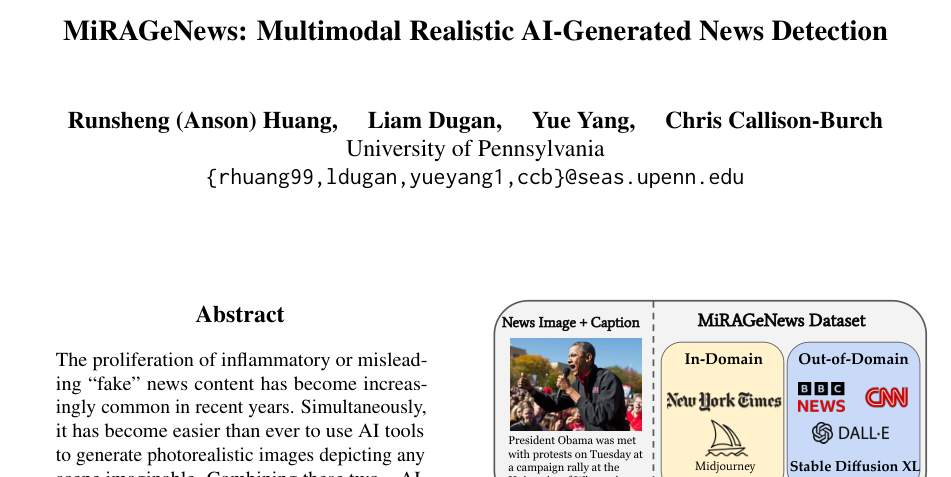 MiRAGeNews: Multimodal Realistic AI-Generated News Detection
Runsheng (Anson) Huang, Liam Dugan, Yue Yang, Chris Callison-Burch
University of Pennsylvania
{rhuang99,ldugan,yueyang1,ccb}@seas.upenn.edu
Abstract
The proliferation of inflammatory or mislead-
ing “fake” news content has become increas-
ingly common in recent years. Simultaneously,
it has become easier than ever to use AI tools
to generate photorealistic images depicting any
News Image + Caption
President Obama was met
with protests on Tuesday at
a campaign rally at the
MiRAGeNews Dataset
In-Domain
New York Times
Midjourney
Out-of-Domain
BBC
NEWS
CNN
DALL·E
Stable Diffusion XL